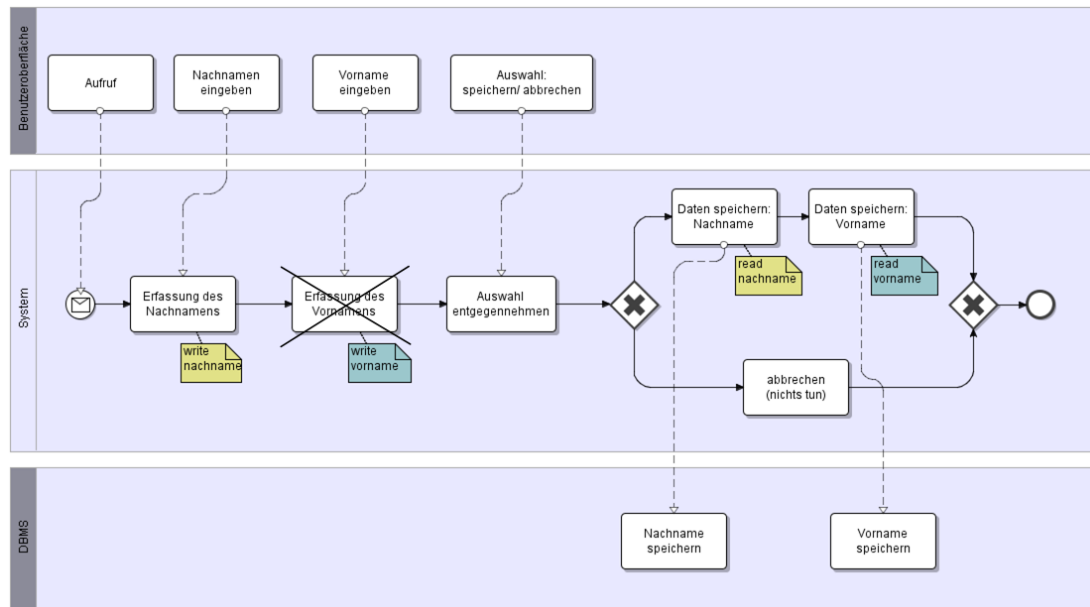 Benutzeroberfläche
Aufruf
Nachnamen
eingeben
Vorname
eingeben
Auswahl:
speichern/ abbrechen
System
Erfassung des
Nachnamens
write
nachname
Erfassung des
Vornamens
write
vorname
Auswahl
entgegennehmen
Daten speichern:
Nachname
read
nachname
Daten speichern:
Vorname
read
vorname
abbrechen
(nichts tun)
DBMS
Nachname
speichern
Vorname
speichern